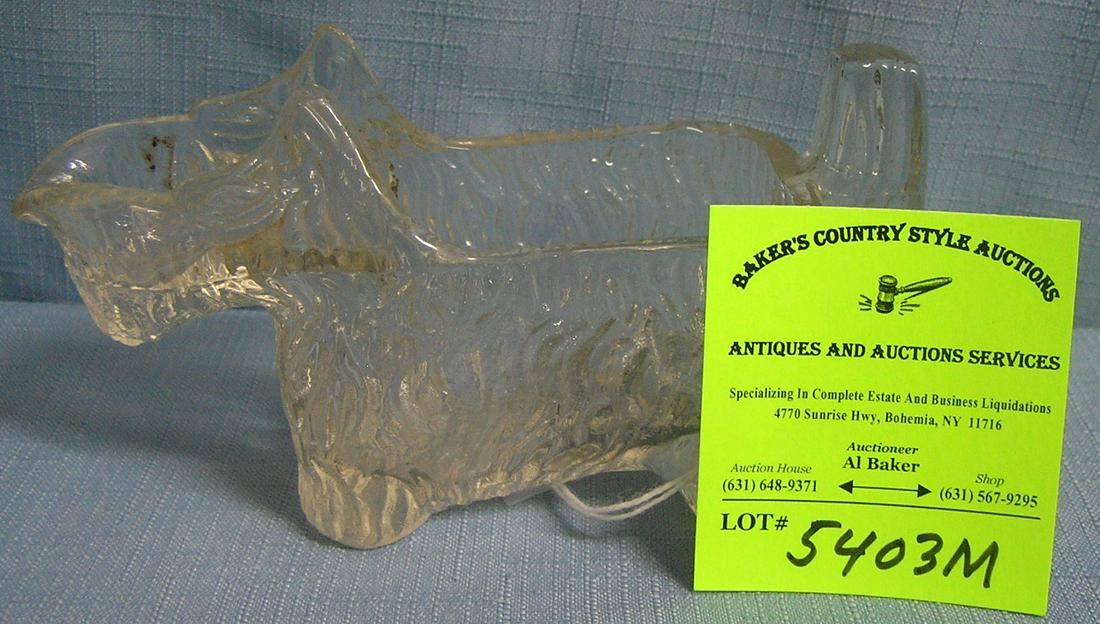 BAKER'S COUNTRY STYLE AUCTIONS
ANTIQUES AND AUCTIONS SERVICES
Specializing In Complete Estate And Business Liquidations
4770 Sunrise Hwy, Bohemia, NY 11716
Auctioneer
Al Baker
Auction House
(631) 648-9371
Shop
(631) 567-9295
LOT# 5403M